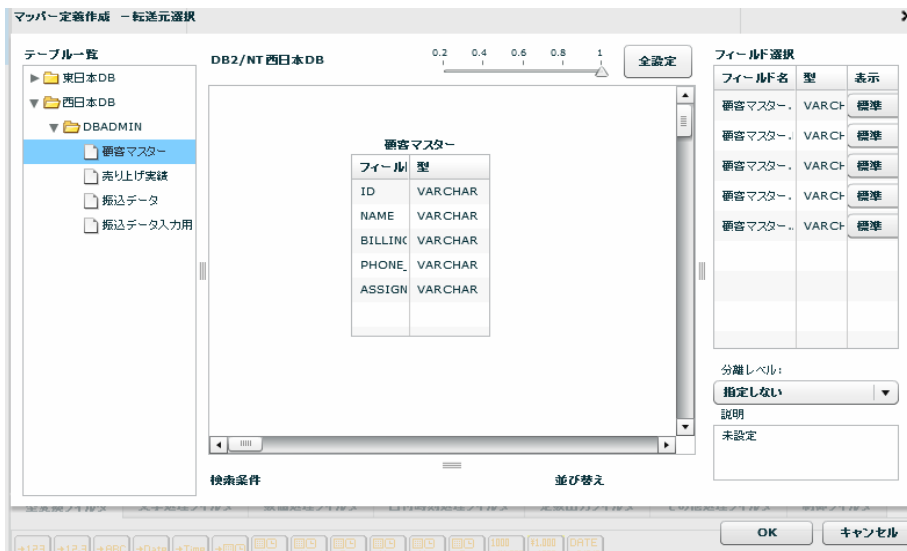 マッパー定義作成 －転送元選択
テーブル一覧
東日本DB
西日本DB
DBADMIN
顧客マスター
売り上げ実績
振込データ
振込データ入力用
DB2/NT 西日本DB
0.2 0.4 0.6 0.8 1
全設定
顧客マスター
フィール 型
ID VARCHAR
NAME VARCHAR
BILLING VARCHAR
PHONE_ VARCHAR
ASSIGN VARCHAR
検索条件
並び替え
フィールド選択
フィールド名 型 表示
顧客マスター. VARCH 標準
顧客マスター. VARCH 標準
顧客マスター. VARCH 標準
顧客マスター. VARCH 標準
顧客マスター.. VARCH 標準
分離レベル:
指定しない
説明
未設定
OK
キャンセル